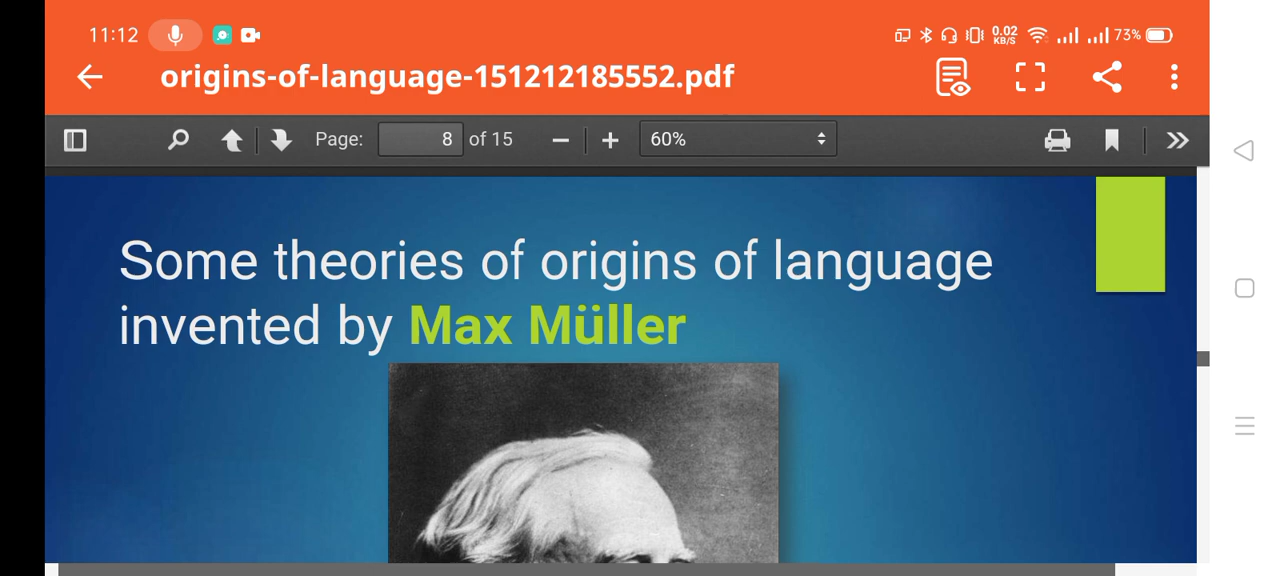 11:12 0.02 KB/S 73%
origins-of-language-151212185552.pdf
Page: 8 of 15 60%
Some theories of origins of language
invented by Max Müller